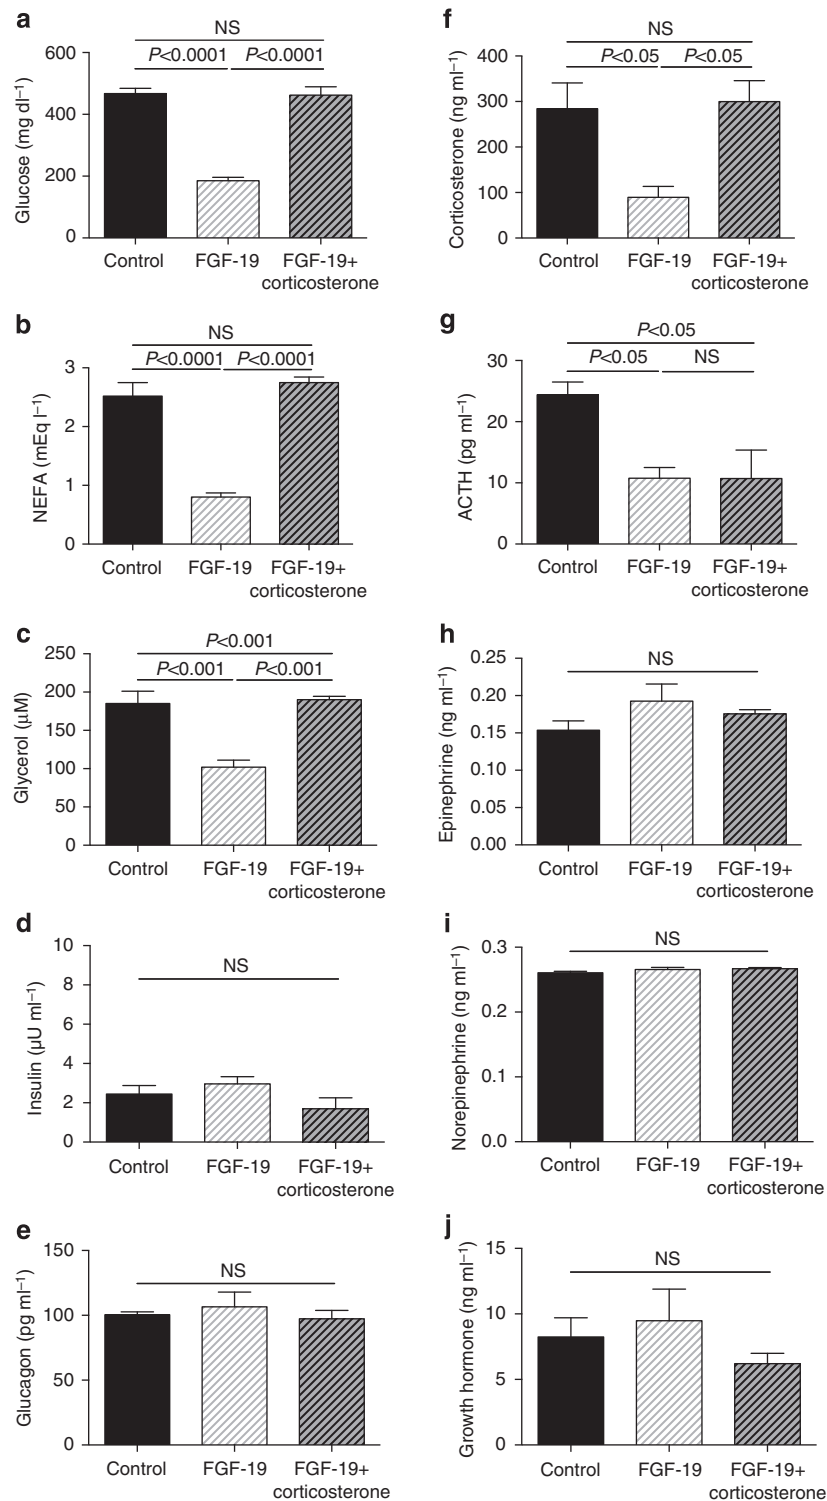 a
NS
P<0.0001 P<0.0001
600
400
200
0
Glucose (mg dl⁻¹)
Control FGF-19 FGF-19+
corticosterone
b
NS
P<0.0001 P<0.0001
3
2
1
0
NEFA (mEq l⁻¹)
Control FGF-19 FGF-19+
corticosterone
c
P<0.001
P<0.001 P<0.001
250
200
150
100
50
0
Glycerol (µM)
Control FGF-19 FGF-19+
corticosterone
d
NS
10
8
6
4
2
0
Insulin (µU ml⁻¹)
Control FGF-19 FGF-19+
corticosterone
e
NS
150
100
50
0
Glucagon (pg ml⁻¹)
Control FGF-19 FGF-19+
corticosterone
f
NS
P<0.05 P<0.05
400
300
200
100
0
Corticosterone (ng ml⁻¹)
Control FGF-19 FGF-19+
corticosterone
g
P<0.05
P<0.05 NS
30
20
10
0
ACTH (pg ml⁻¹)
Control FGF-19 FGF-19+
corticosterone
h
NS
0.25
0.20
0.15
0.10
0.05
0.00
Epinephrine (ng ml⁻¹)
Control FGF-19 FGF-19+
corticosterone
i
NS
0.3
0.2
0.1
0.0
Norepinephrine (ng ml⁻¹)
Control FGF-19 FGF-19+
corticosterone
j
NS
15
10
5
0
Growth hormone (ng ml⁻¹)
Control FGF-19 FGF-19+
corticosterone